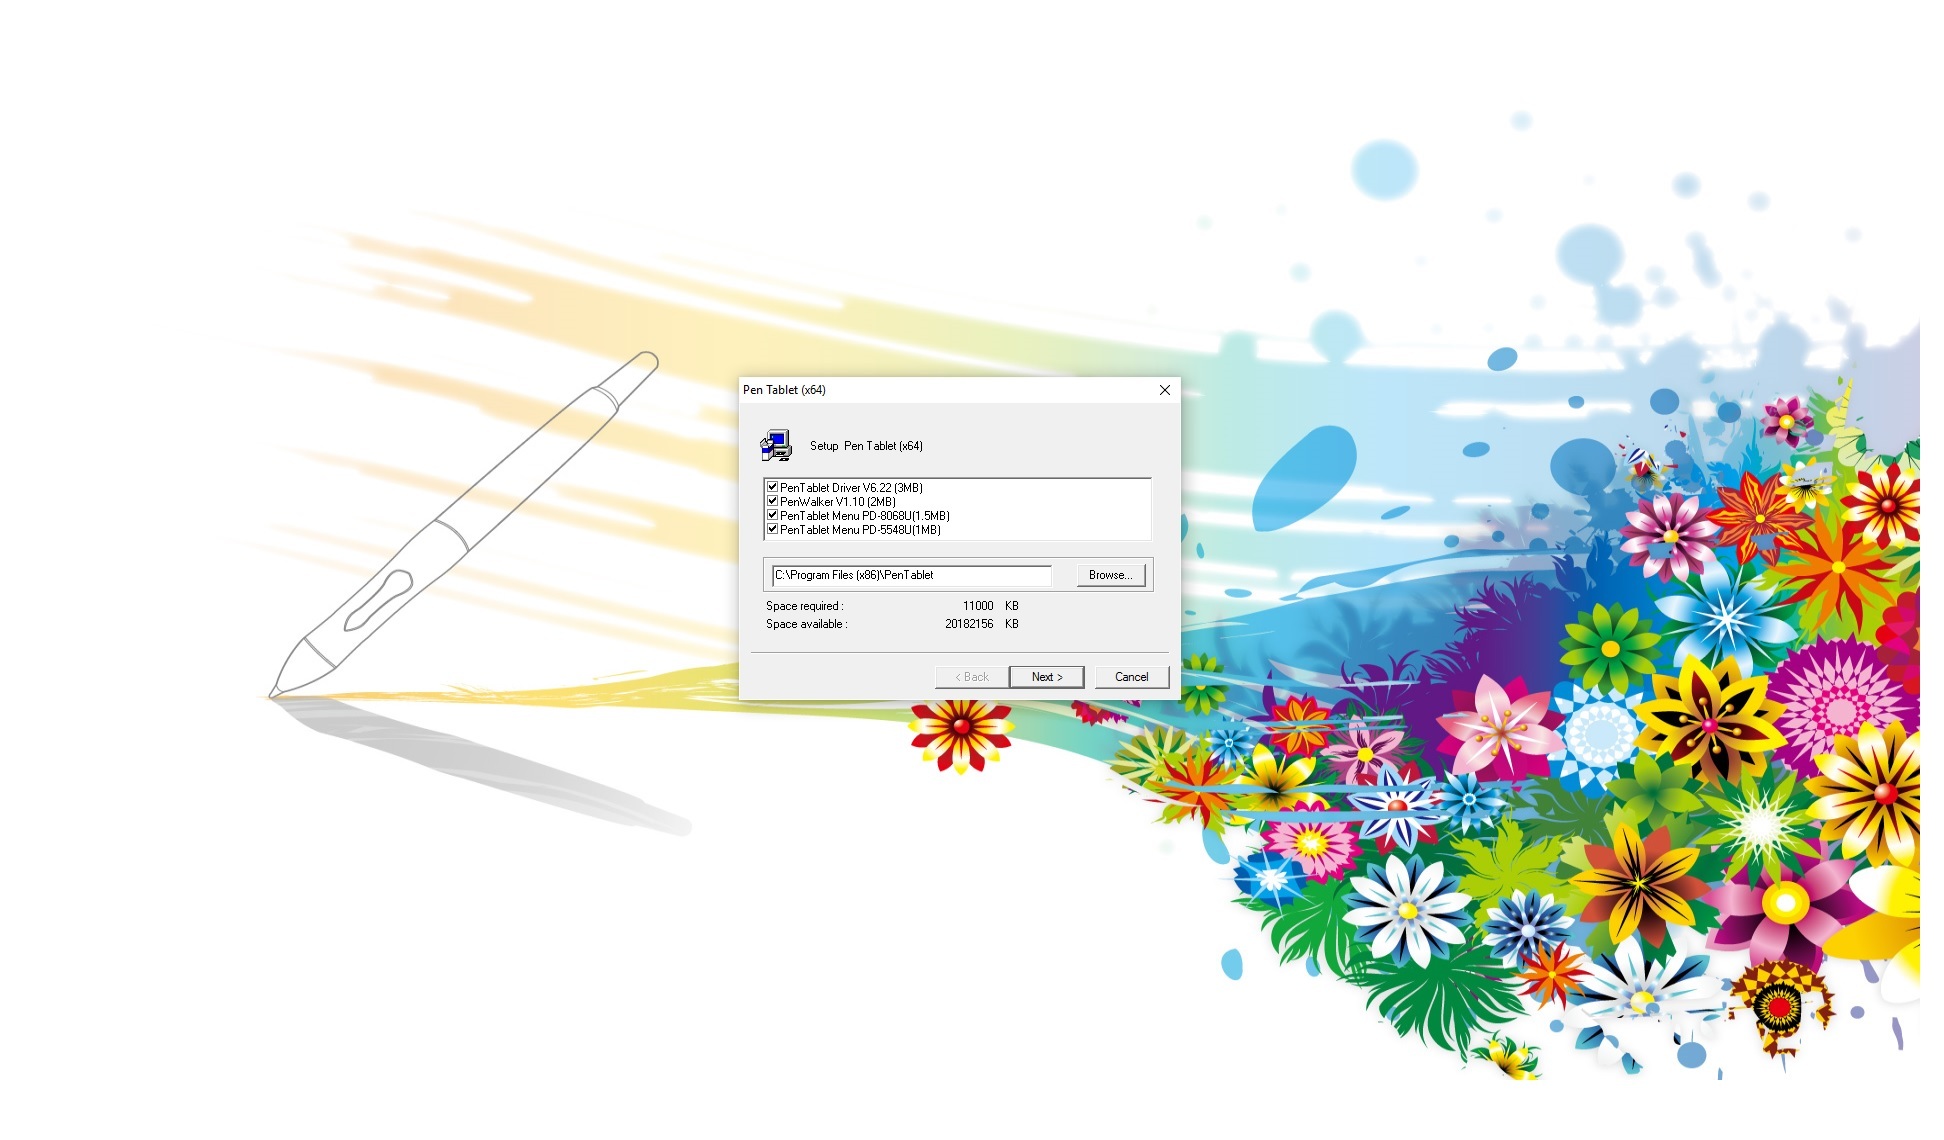 Pen Tablet (x64)
Setup Pen Tablet (x64)
PenTablet Driver V6.22 (3MB)
PenWalker V1.10 (2MB)
PenTablet Menu PD-8068U(1.5MB)
PenTablet Menu PD-5548U(1MB)
C:\Program Files (x86)\PenTablet
Browse...
Space required : 11000 KB
Space available : 20182156 KB
< Back Next > Cancel